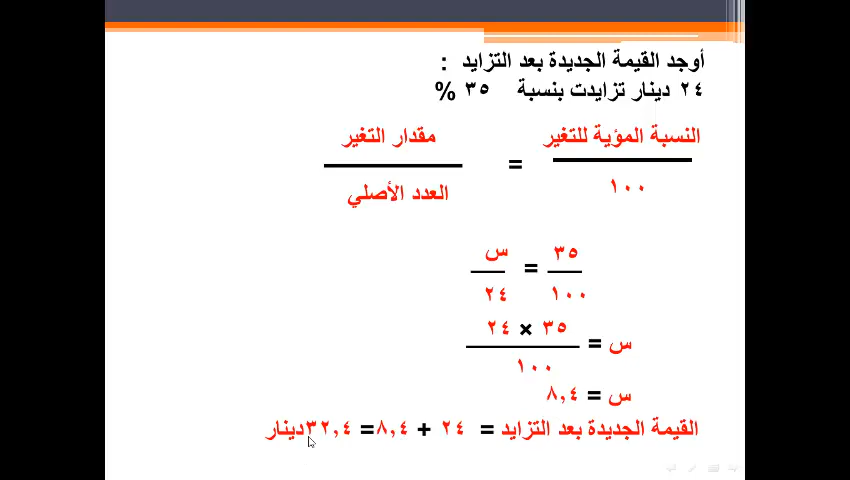 أوجد القيمة الجديدة بعد التزايد :
٢٤ دينار تزايدت بنسبة ٣٥ %
النسبة المؤية للتغير = مقدار التغير
١٠٠ العدد الأصلي
٣٥ = س
١٠٠ ٢٤
س = ٣٥ × ٢٤
١٠٠
س = ٨,٤
القيمة الجديدة بعد التزايد = ٢٤ + ٨,٤ =٣٢,٤دينار